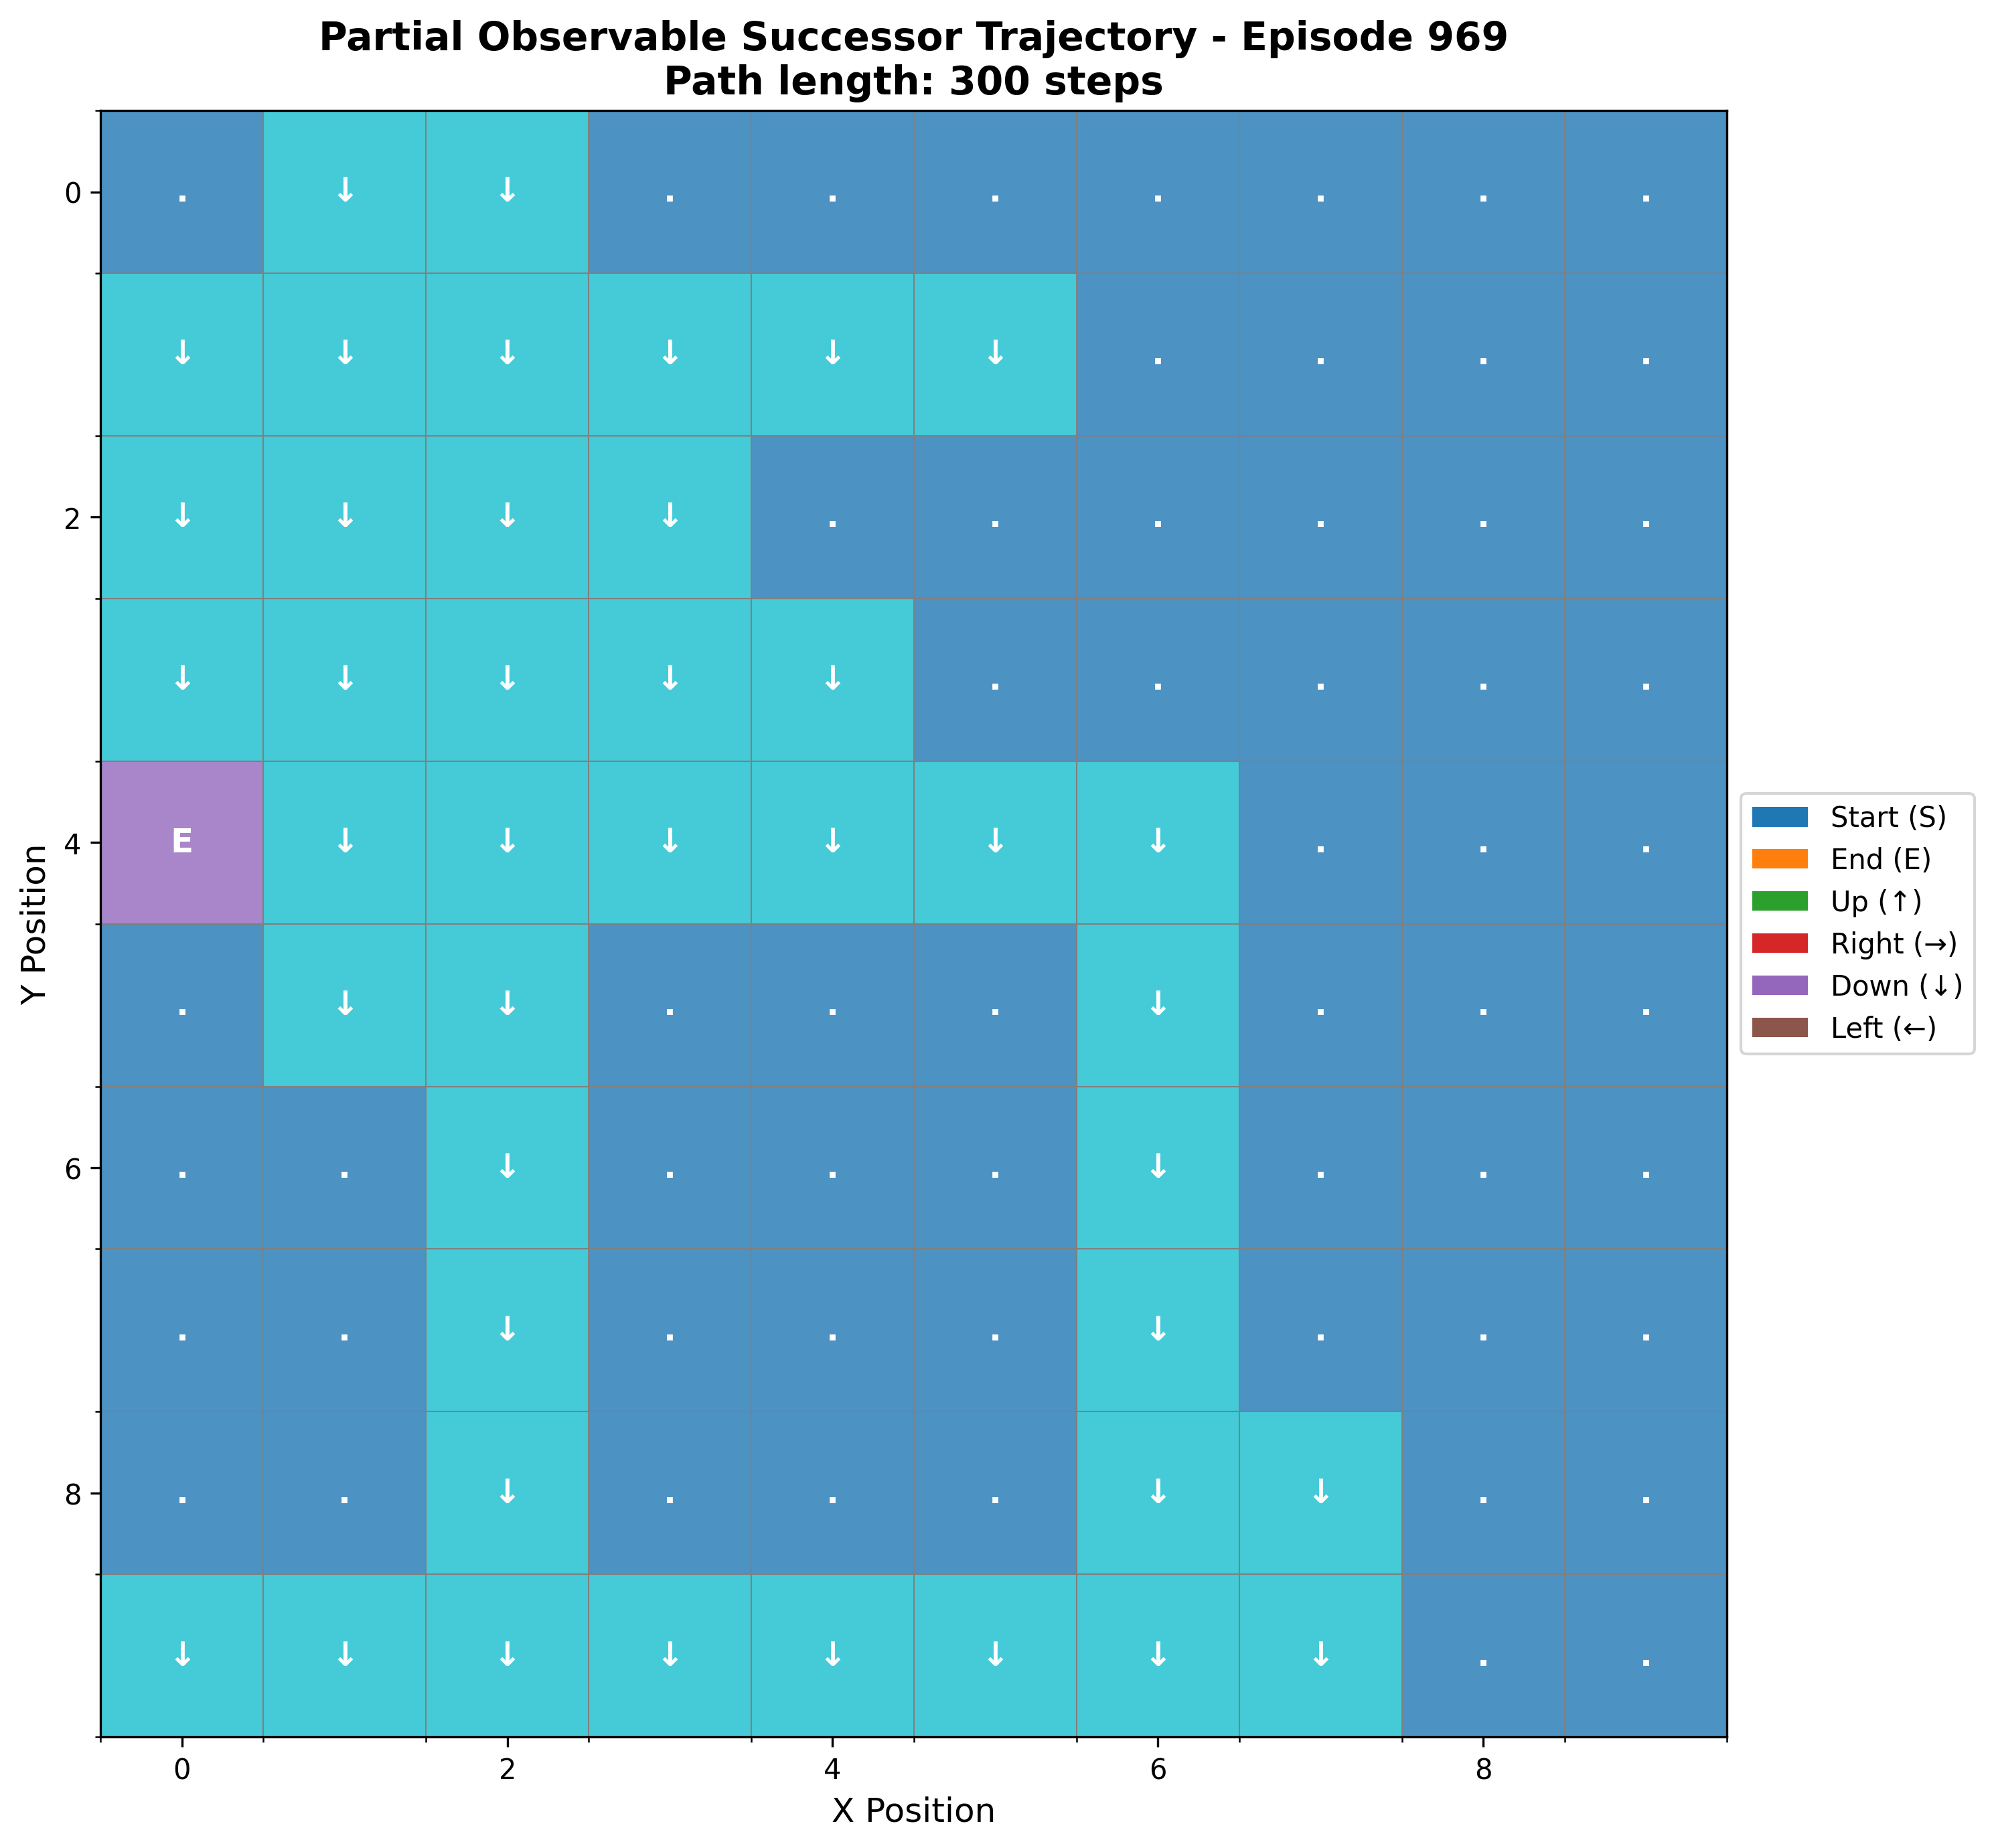 Partial Observable Successor Trajectory - Episode 969
Path length: 300 steps
0 . ↓ ↓ . . . . . . .
↓ ↓ ↓ ↓ ↓ ↓ . . . .
2 ↓ ↓ ↓ ↓ . . . . . .
↓ ↓ ↓ ↓ ↓ . . . . .
4 E ↓ ↓ ↓ ↓ ↓ ↓ . . .
. ↓ ↓ . . . ↓ . . .
6 . . ↓ . . . ↓ . . .
. . ↓ . . . ↓ . . .
8 . . ↓ . . . ↓ ↓ . .
↓ ↓ ↓ ↓ ↓ ↓ ↓ ↓ . .
0 2 4 6 8
X Position
Y Position
Start (S)
End (E)
Up (↑)
Right (→)
Down (↓)
Left (←)